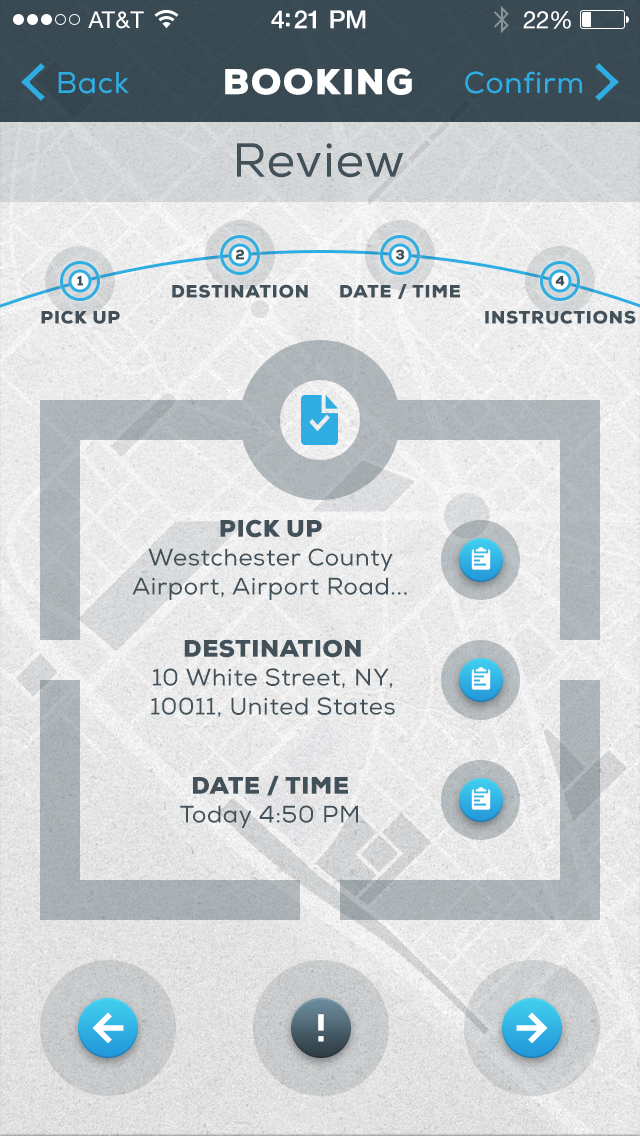 AT&T 4:21 PM 22%
Back BOOKING Confirm
Review
1 2 3 4
DESTINATION DATE / TIME
PICK UP INSTRUCTIONS
PICK UP
Westchester County
Airport, Airport Road...
DESTINATION
10 White Street, NY,
10011, United States
DATE / TIME
Today 4:50 PM
!